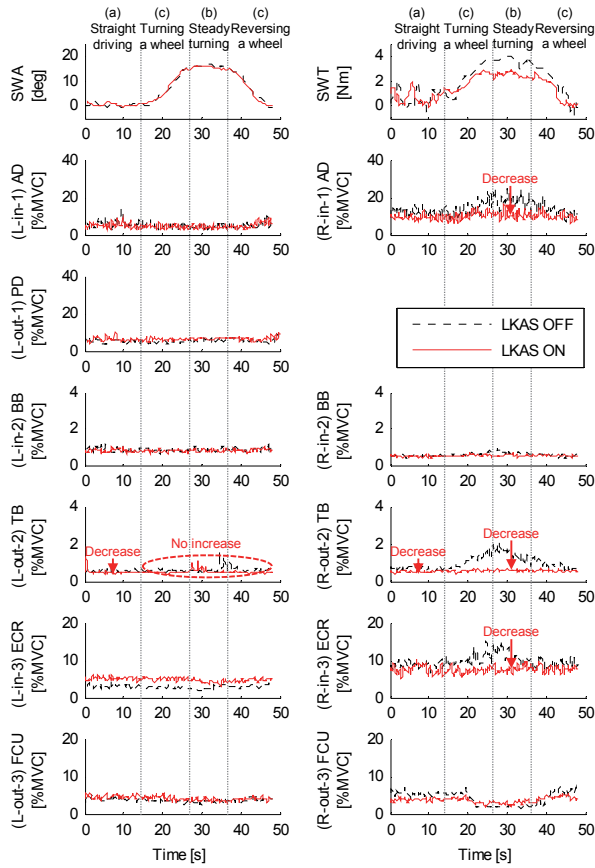 (a) (c) (b) (c)
Straight driving Turning a wheel Steady turning Reversing a wheel
SWA [deg]
20
10
0
0 10 20 30 40 50
(L-in-1) AD [%MVC]
40
20
0
0 10 20 30 40 50
(L-out-1) PD [%MVC]
40
20
0
0 10 20 30 40 50
(L-in-2) BB [%MVC]
4
2
0
0 10 20 30 40 50
(L-out-2) TB [%MVC]
4
2
0
Decrease
No increase
0 10 20 30 40 50
(L-in-3) ECR [%MVC]
20
10
0
0 10 20 30 40 50
(L-out-3) FCU [%MVC]
20
10
0
0 10 20 30 40 50
Time [s]
(a) (c) (b) (c)
Straight driving Turning a wheel Steady turning Reversing a wheel
SWT [Nm]
4
2
0
0 10 20 30 40 50
(R-in-1) AD [%MVC]
40
20
0
Decrease
0 10 20 30 40 50
LKAS OFF
LKAS ON
(R-in-2) BB [%MVC]
4
2
0
0 10 20 30 40 50
(R-out-2) TB [%MVC]
4
2
0
Decrease
Decrease
0 10 20 30 40 50
(R-in-3) ECR [%MVC]
20
10
0
Decrease
0 10 20 30 40 50
(R-out-3) FCU [%MVC]
20
10
0
0 10 20 30 40 50
Time [s]